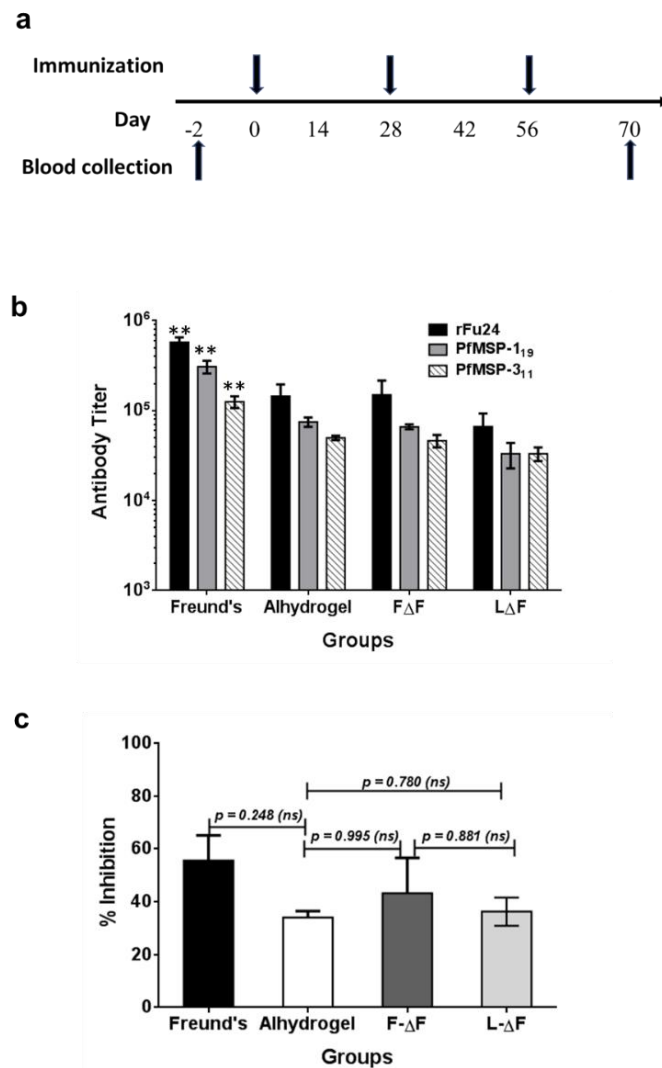 a
Immunization
Day -2 0 14 28 42 56 70
Blood collection
b
10⁶
10⁵
10⁴
10³
Antibody Titer
** ** **
rFu24
PfMSP-1₁₉
PfMSP-3₁₁
Freund's Alhydrogel FΔF LΔF
Groups
c
100
80
60
40
20
0
% Inhibition
p = 0.780 (ns)
p = 0.248 (ns)
p = 0.995 (ns) p = 0.881 (ns)
Freund's Alhydrogel F-ΔF L-ΔF
Groups